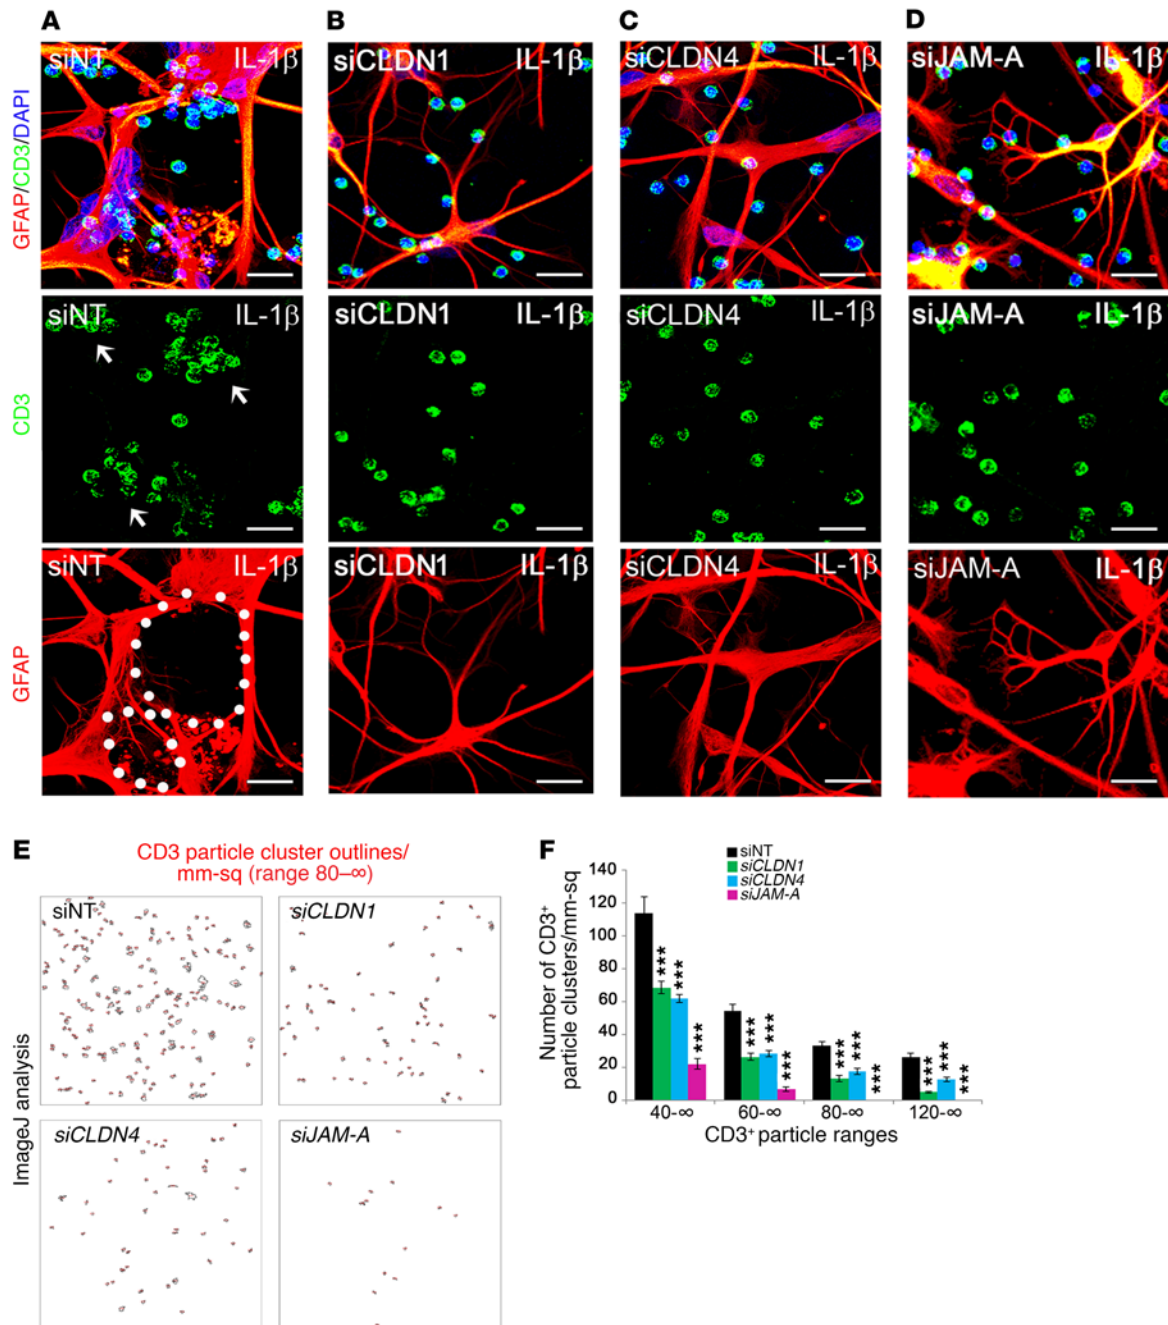 A
B
C
D
GFAP/CD3/DAPI
siNT IL-1β
siCLDN1 IL-1β
siCLDN4 IL-1β
siJAM-A IL-1β
CD3
siNT IL-1β
siCLDN1 IL-1β
siCLDN4 IL-1β
siJAM-A IL-1β
GFAP
siNT IL-1β
siCLDN1 IL-1β
siCLDN4 IL-1β
siJAM-A IL-1β
E
CD3 particle cluster outlines/
mm-sq (range 80–∞)
ImageJ analysis
siNT
siCLDN1
siCLDN4
siJAM-A
F
siNT
siCLDN1
siCLDN4
siJAM-A
Number of CD3⁺
particle clusters/mm-sq
140
120
100
80
60
40
20
0
*** *** ***
*** *** ***
*** *** ***
*** *** ***
40-∞ 60-∞ 80-∞ 120-∞
CD3⁺ particle ranges